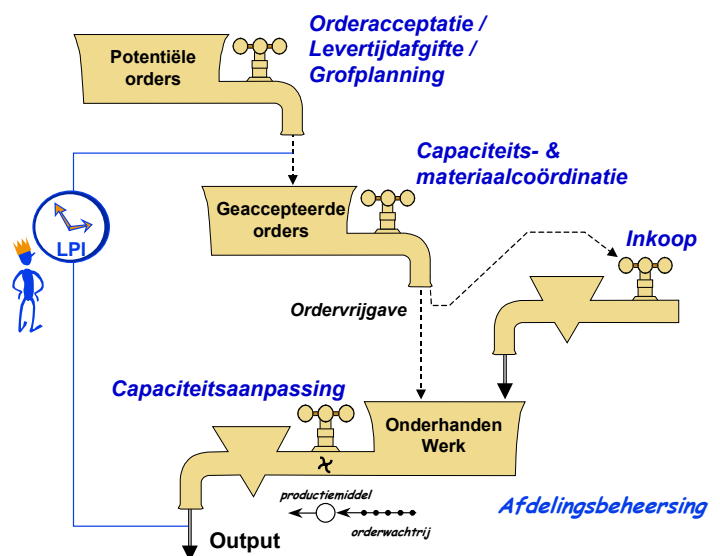 Orderacceptatie /
Levertijdafgifte /
Grofplanning
Potentiële
orders
Capaciteits- &
materiaalcoördinatie
Geaccepteerde
orders
LPI
Inkoop
Ordervrijgave
Capaciteitsaanpassing
Onderhanden
Werk
productiemiddel
orderwachtrij
Afdelingsbeheersing
Output